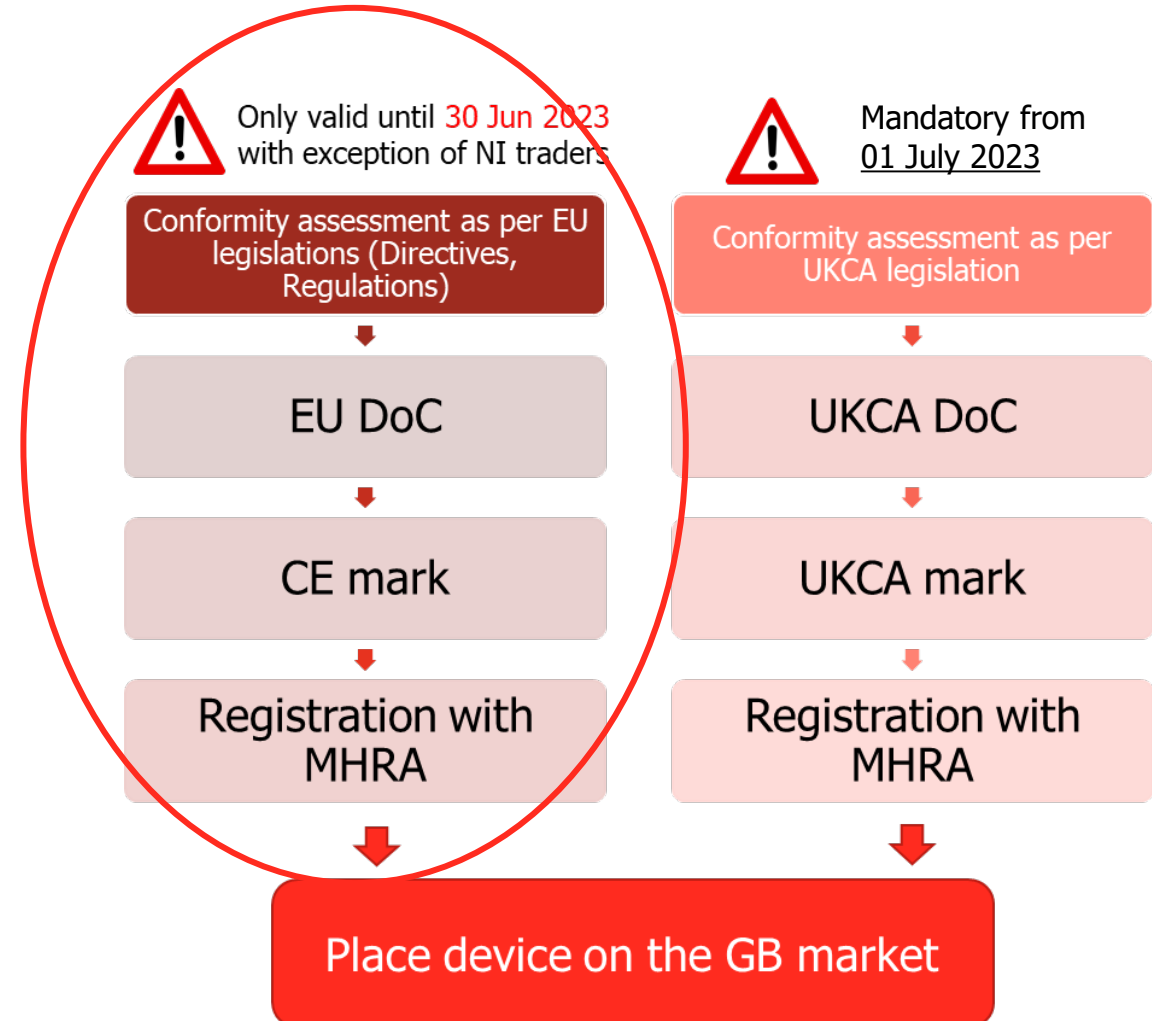 Only valid until 30 Jun 2023
with exception of NI traders
Conformity assessment as per EU
legislations (Directives,
Regulations)
EU DoC
CE mark
Registration with
MHRA
Mandatory from
01 July 2023
Conformity assessment as per
UKCA legislation
UKCA DoC
UKCA mark
Registration with
MHRA
Place device on the GB market